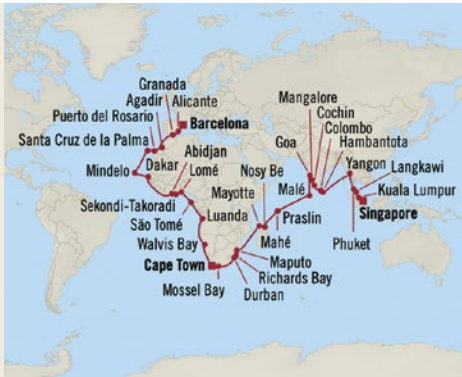 Granada
Agadir
Alicante
Puerto del Rosario
Barcelona
Santa Cruz de la Palma
Abidjan
Mindelo
Dakar
Lomé
Sekondi-Takoradi
São Tomé
Luanda
Walvis Bay
Cape Town
Mossel Bay
Durban
Richards Bay
Maputo
Mahé
Mayotte
Nosy Be
Praslin
Malé
Goa
Mangalore
Cochin
Colombo
Hambantota
Yangon
Langkawi
Kuala Lumpur
Singapore
Phuket